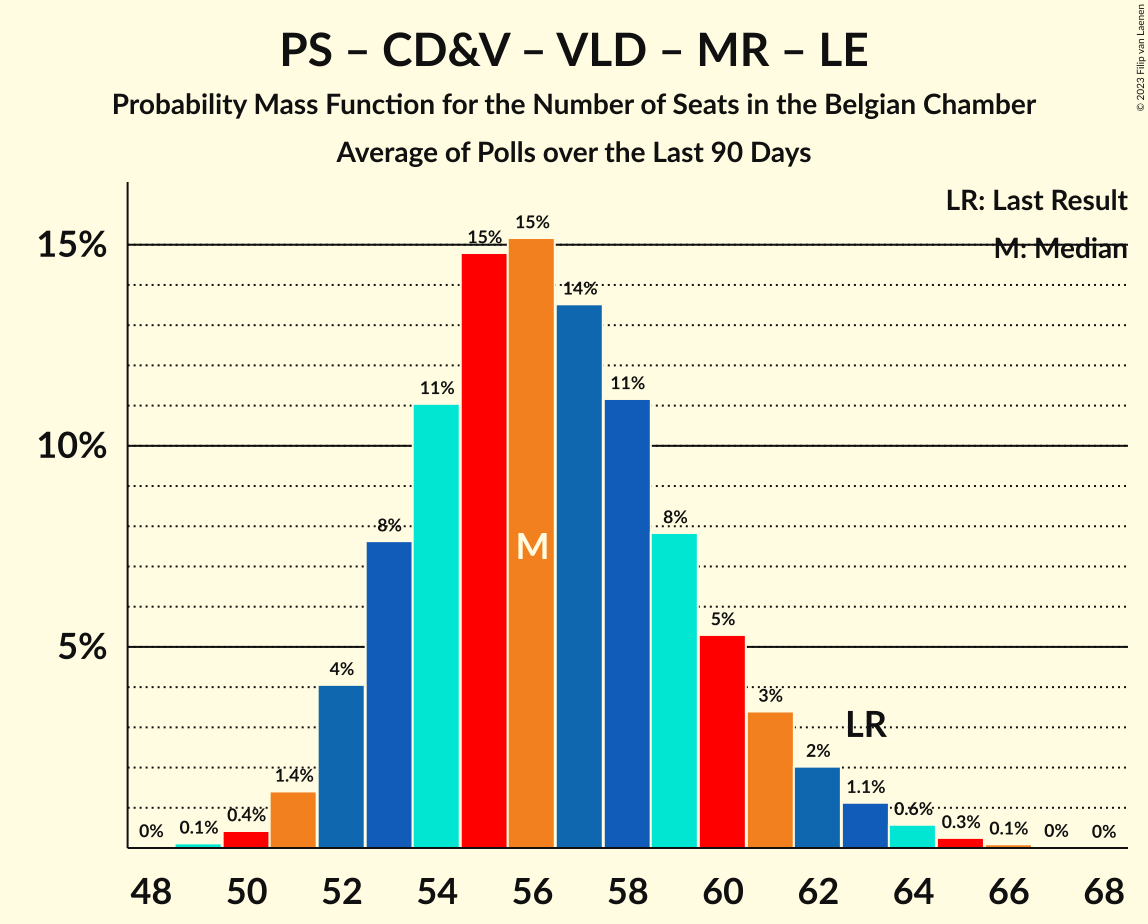 PS – CD&V – VLD – MR – LE
Probability Mass Function for the Number of Seats in the Belgian Chamber
Average of Polls over the Last 90 Days
© 2023 Filip van Laenen
LR: Last Result
M: Median
15%
10%
5%
0%
0.1%
0.4%
1.4%
4%
8%
11%
15%
15%
14%
11%
8%
5%
3%
2%
1.1%
0.6%
0.3%
0.1%
0%
0%
M
LR
48 50 52 54 56 58 60 62 64 66 68